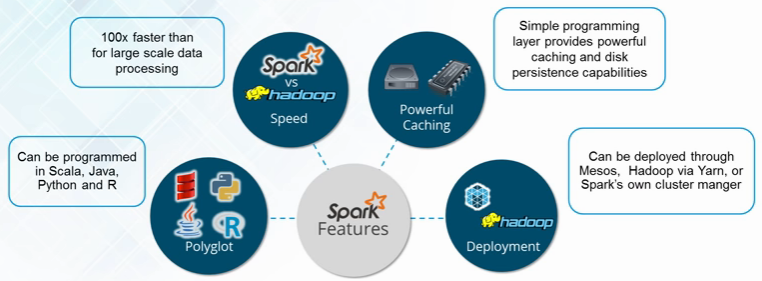 100x faster than
for large scale data
processing
Spark
vs
hadoop
Speed
Simple programming
layer provides powerful
caching and disk
persistence capabilities
Powerful
Caching
Can be programmed
in Scala, Java,
Python and R
R
Polyglot
Spark
Features
Can be deployed through
Mesos, Hadoop via Yarn, or
Spark's own cluster manger
hadoop
Deployment